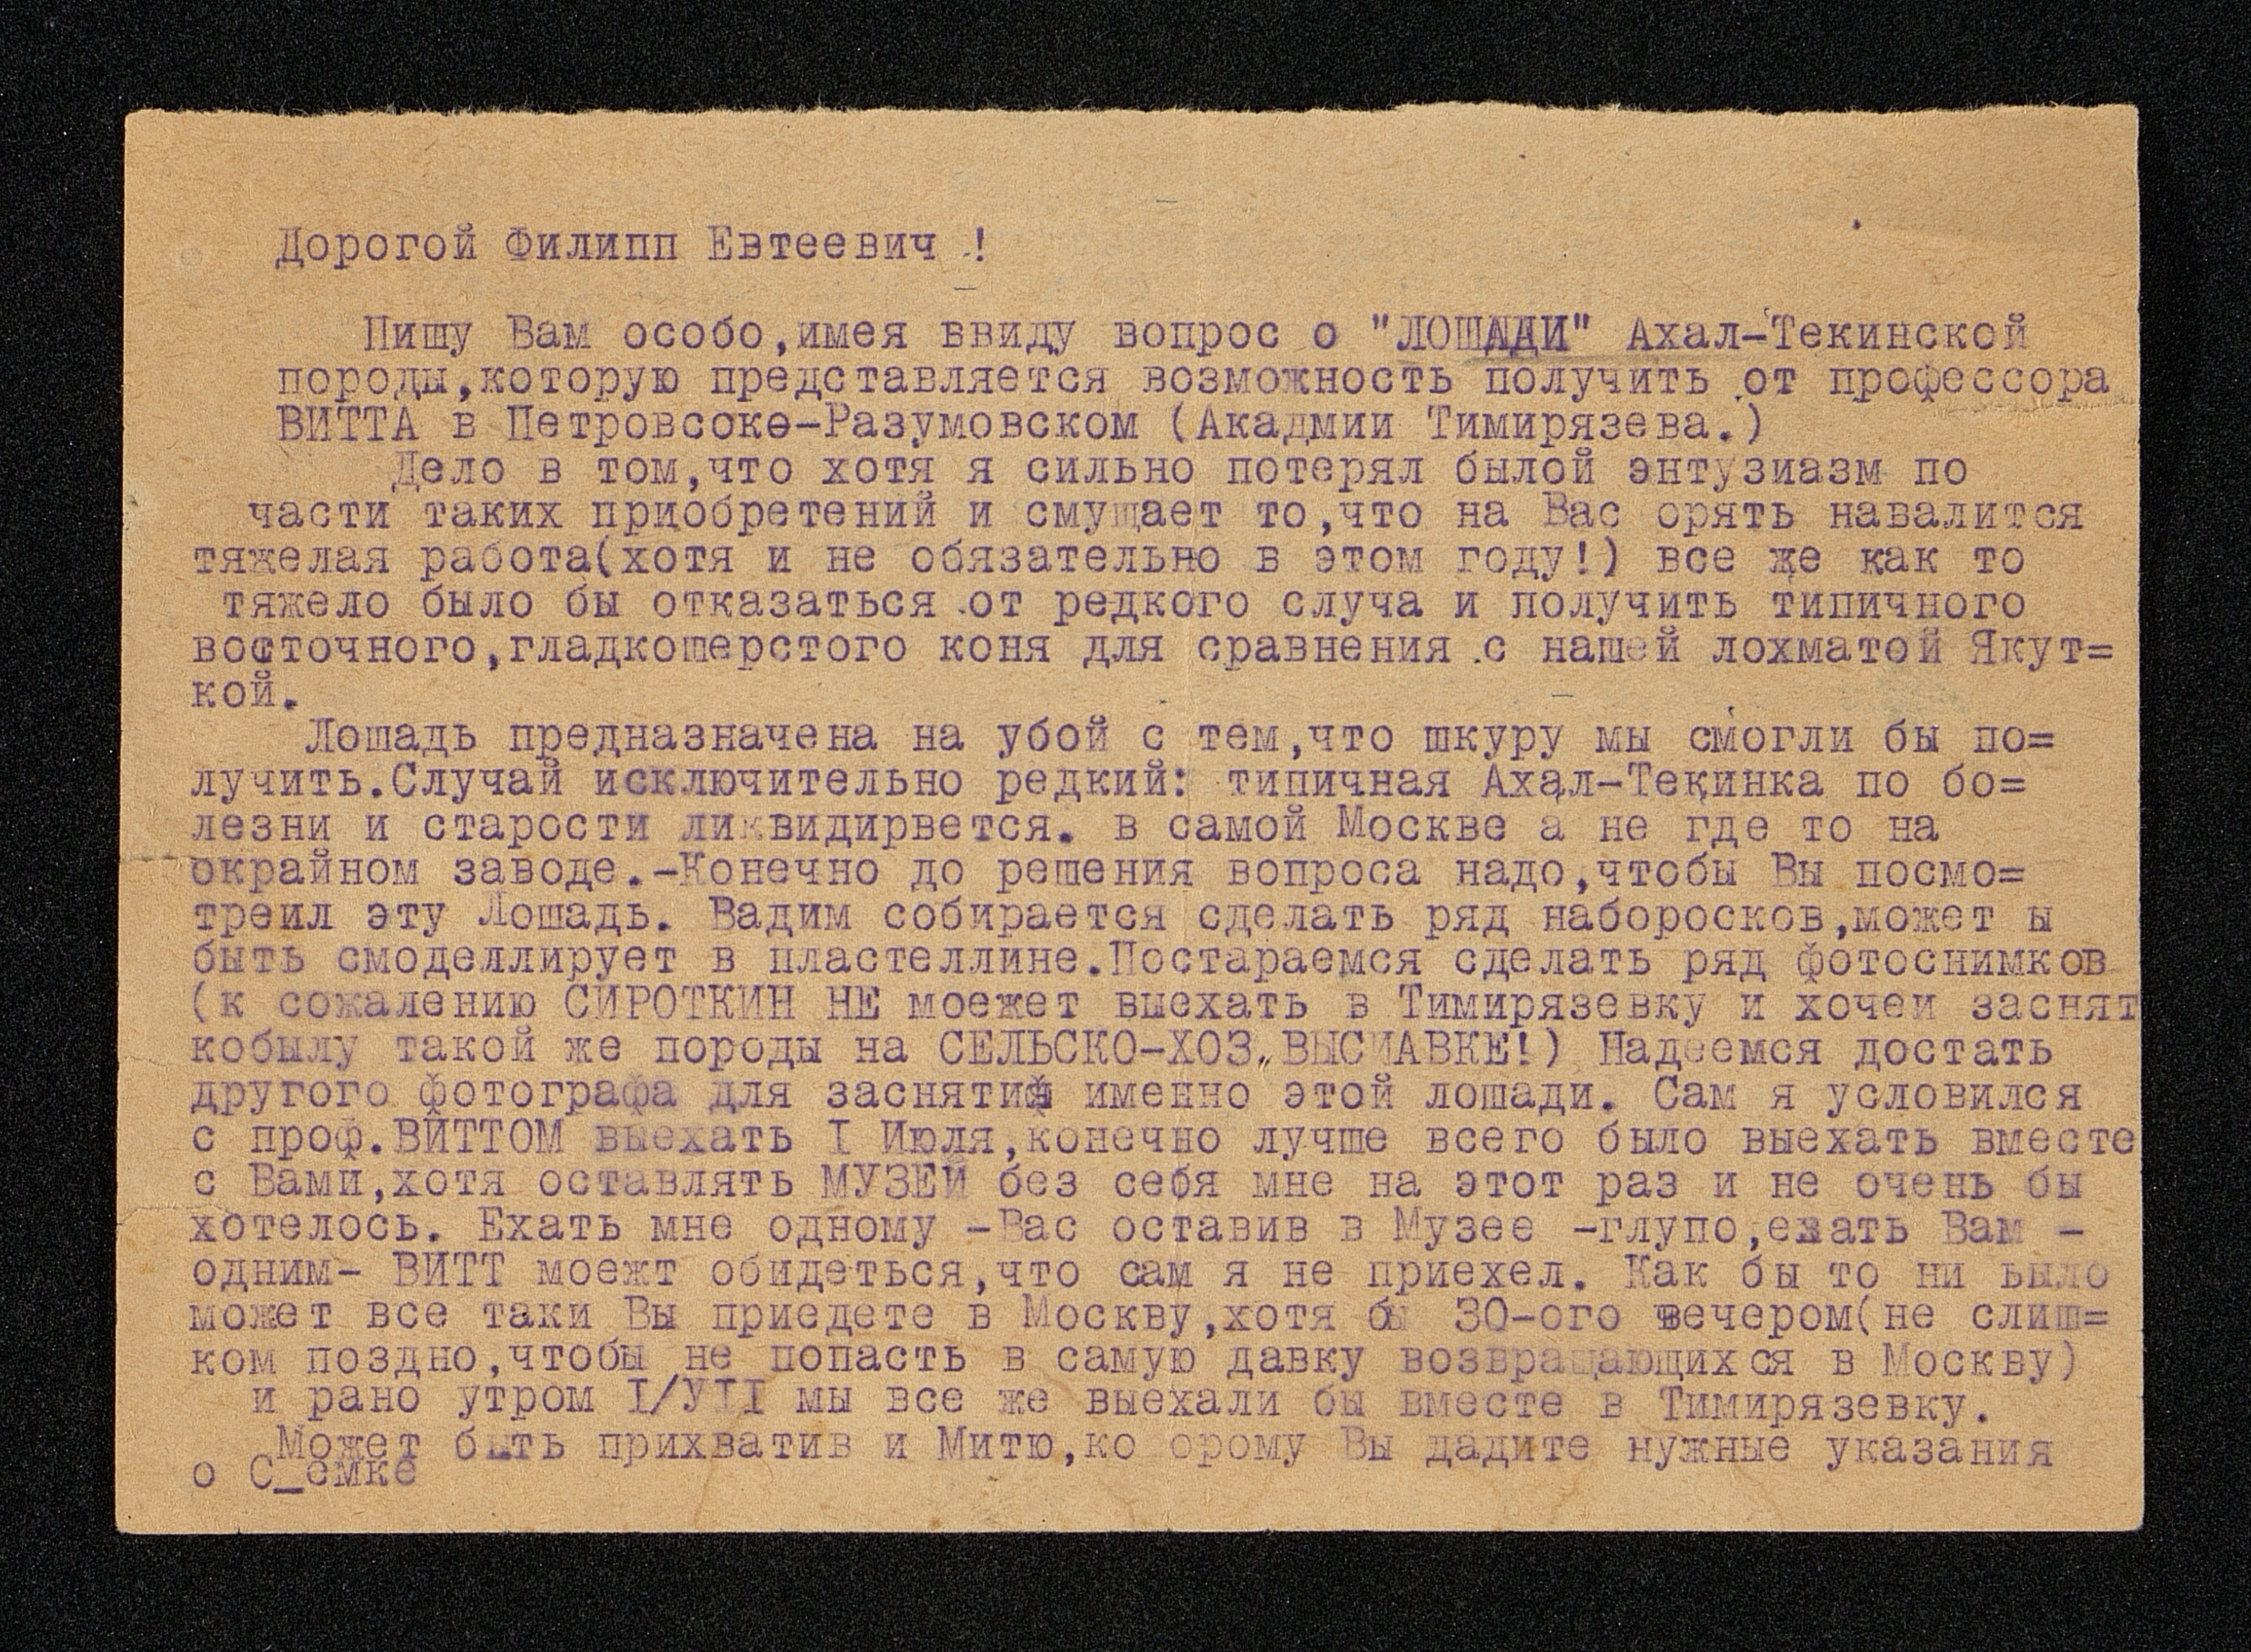 Дорогой Филипп Евтеевич !
Пишу Вам особо,имея ввиду вопрос о "ЛОШАДИ" Ахал-Текинской
породы,которую представляется возможность получить от профессора
ВИТТА в Петровсоке-Разумовском (Акадмии Тимирязева.)
Дело в том,что хотя я сильно потерял былой энтузиазм по
части таких приобретений и смущает то,что на Вас орять навалится
тяжелая работа(хотя и не обязательно в этом году!) все же как то
тяжело было бы отказаться от редкого случа и получить типичного
восточного,гладкошерстого коня для сравнения с нашей лохматой Якут=
кой.
Лошадь предназначена на убой с тем,что шкуру мы смогли бы по=
лучить.Случай исключительно редкий: типичная Ахал-Текинка по бо=
лезни и старости ликвидирвется. в самой Москве а не где то на
окрайном заводе.-Конечно до решения вопроса надо,чтобы Вы посмо=
треил эту Лошадь. Вадим собирается сделать ряд наборосков,может ы
быть смоделлирует в пластеллине.Постараемся сделать ряд фотоснимков
(к сожалению СИРОТКИН НЕ моежет выехать в Тимирязевку и хочеи заснят
кобылу такой же породы на СЕЛЬСКО-ХОЗ,,ВЫСИАВКЕ!) Надеемся достать
другого фотографа для заснятия именно этой лошади. Сам я условился
с проф.ВИТТОМ выехать I Июля,конечно лучше всего было выехать вместе
с Вами,хотя оставлять МУЗЕЙ без себя мне на этот раз и не очень бы
хотелось. Ехать мне одному -Вас оставив в Музее -глупо,ехать Вам -
одним- ВИТТ моежт обидеться,что сам я не приехел. Как бы то ни ьыло
может все таки Вы приедете в Москву,хотя бы 30-ого вечером(не слиш=
ком поздно,чтобы не попасть в самую давку возвращающихся в Москву)
и рано утром I/УII мы все же выехали бы вместе в Тимирязевку.
Может быть прихватив и Митю,ко орому Вы дадите нужные указания
о С_емке